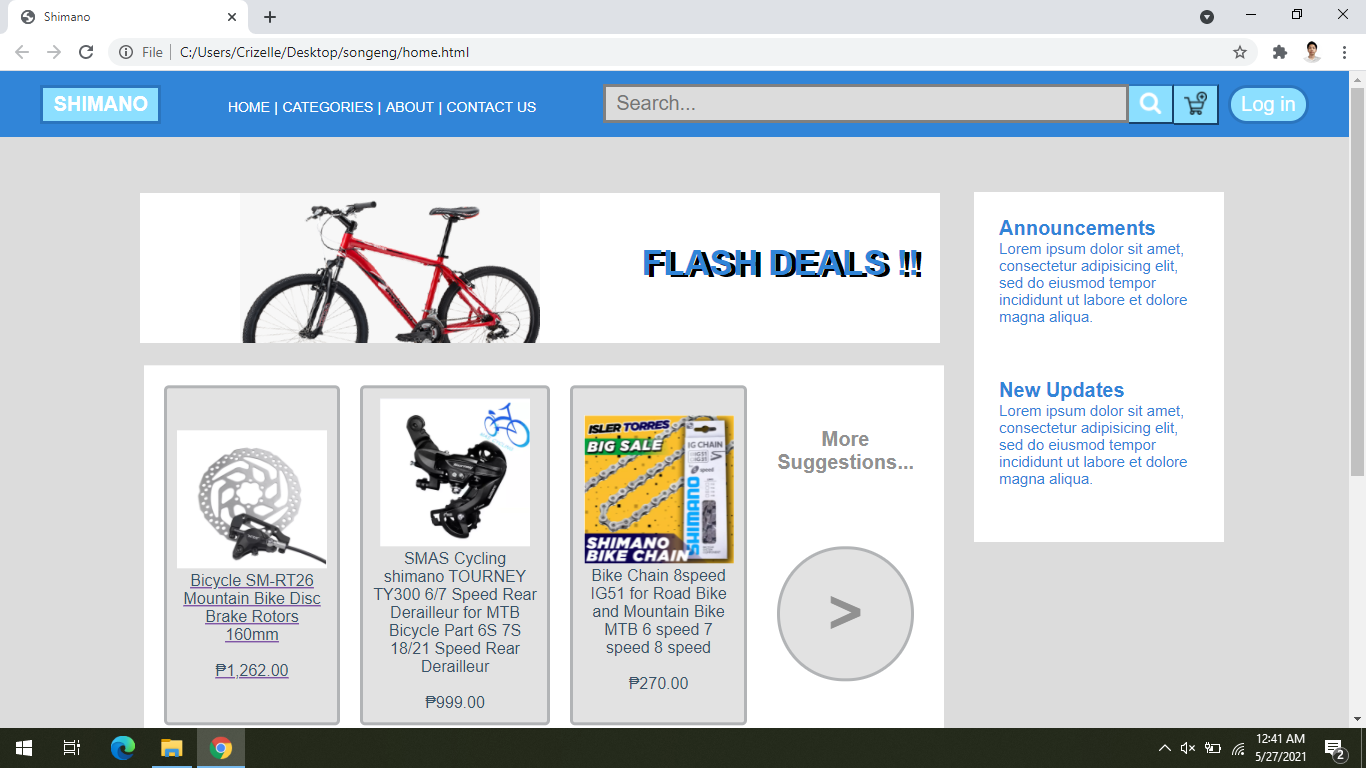 Shimano
File
C:/Users/Crizelle/Desktop/songeng/home.html
SHIMANO
HOME | CATEGORIES | ABOUT | CONTACT US
Search...
Log in
FLASH DEALS !!
Announcements
Lorem ipsum dolor sit amet,
consectetur adipisicing elit,
sed do eiusmod tempor
incididunt ut labore et dolore
magna aliqua.
New Updates
Lorem ipsum dolor sit amet,
consectetur adipisicing elit,
sed do eiusmod tempor
incididunt ut labore et dolore
magna aliqua.
Bicycle SM-RT26
Mountain Bike Disc
Brake Rotors
160mm
₱1,262.00
SMAS Cycling
shimano TOURNEY
TY300 6/7 Speed Rear
Derailleur for MTB
Bicycle Part 6S 7S
18/21 Speed Rear
Derailleur
₱999.00
ISLER TORRES
BIG SALE
IG CHAIN
speed
SHIMANO
SHIMANO
BIKE CHAIN
Bike Chain 8speed
IG51 for Road Bike
and Mountain Bike
MTB 6 speed 7
speed 8 speed
₱270.00
More
Suggestions...
>
12:41 AM
5/27/2021
2